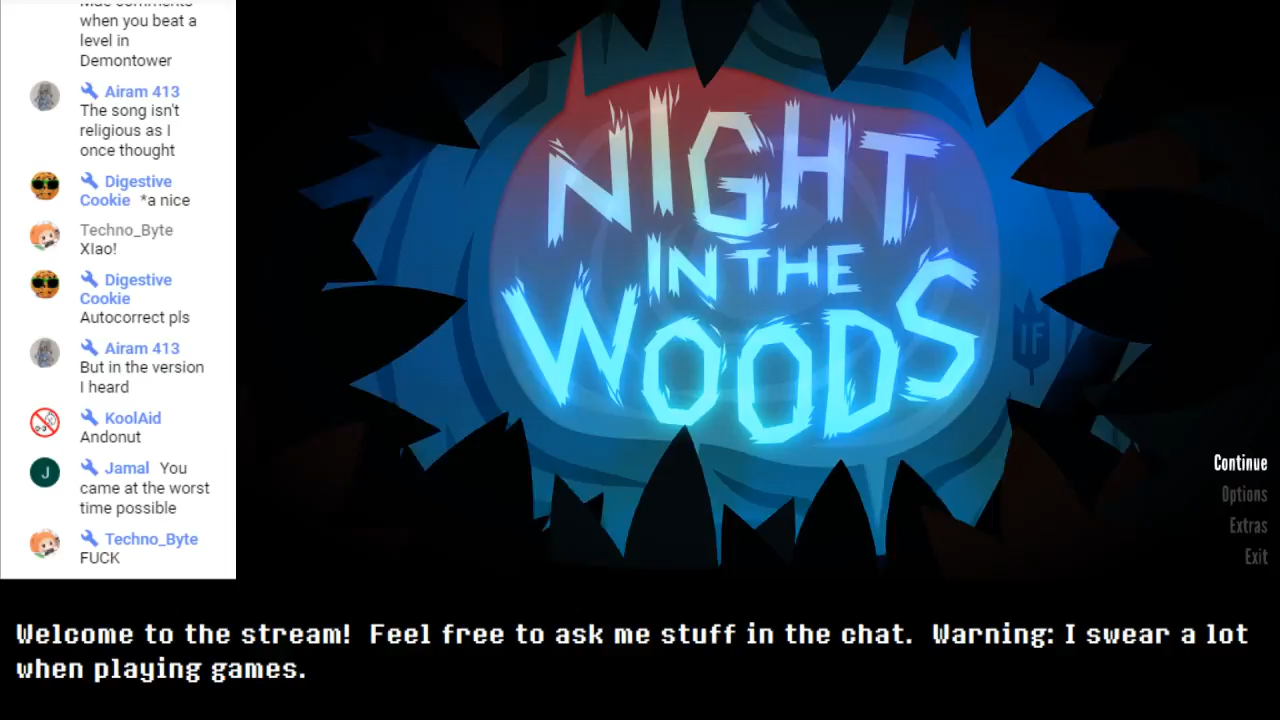 when you beat a
level in
Demontower
Airam 413
The song isn't
religious as I
once thought
Digestive
Cookie *a nice
Techno_Byte
XIao!
Digestive
Cookie
Autocorrect pls
Airam 413
But in the version
I heard
KoolAid
Andonut
J
Jamal You
came at the worst
time possible
Techno_Byte
FUCK
NIGHT
IN THE
WOODS
IF
Continue
Options
Extras
Exit
Welcome to the stream! Feel free to ask me stuff in the chat. Warning: I swear a lot
when playing games.